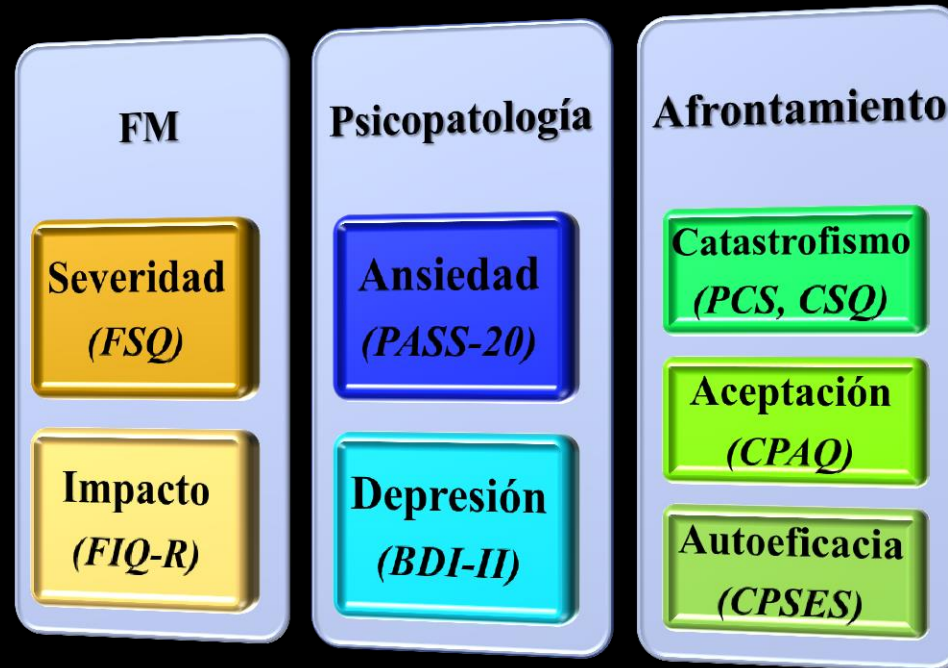 FM
Severidad
(FSQ)
Impacto
(FIQ-R)
Psicopatología
Ansiedad
(PASS-20)
Depresión
(BDI-II)
Afrontamiento
Catastrofismo
(PCS, CSQ)
Aceptación
(CPAQ)
Autoeficacia
(CPSES)